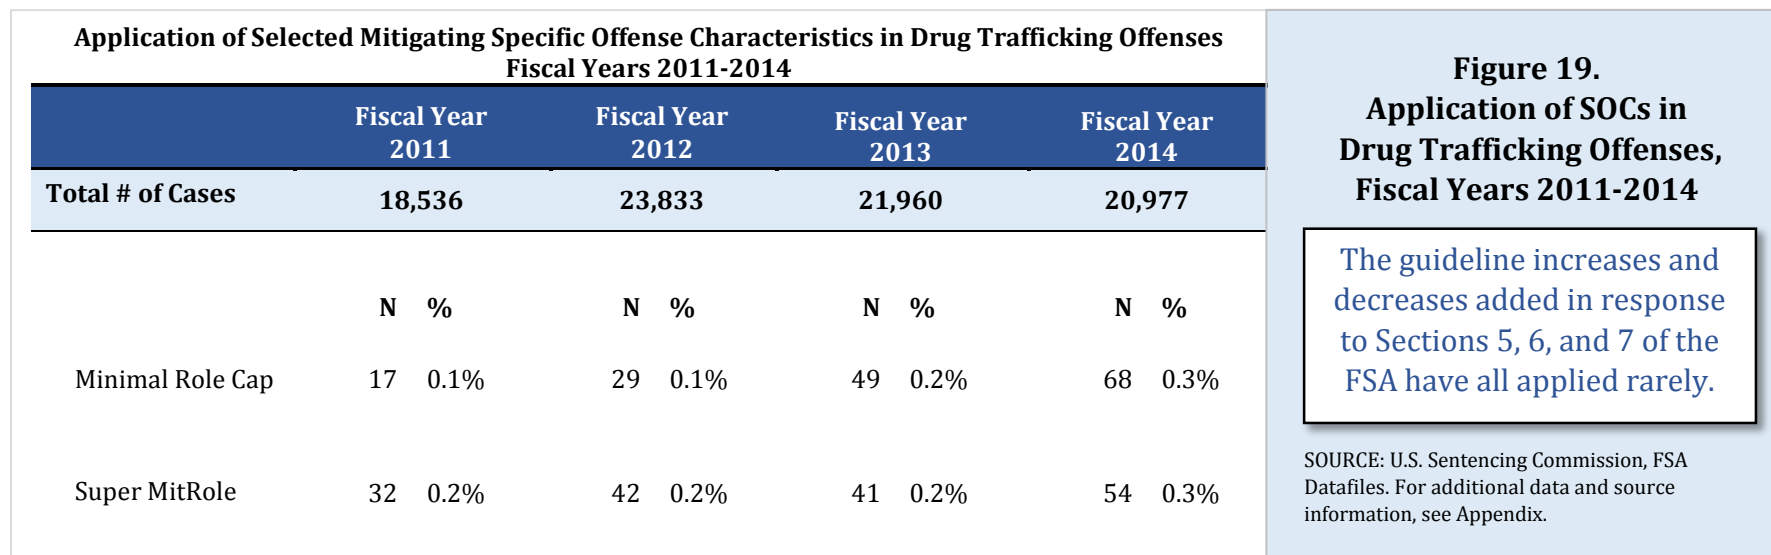 Application of Selected Mitigating Specific Offense Characteristics in Drug Trafficking Offenses
Fiscal Years 2011-2014
Fiscal Year 2011 Fiscal Year 2012 Fiscal Year 2013 Fiscal Year 2014
Total # of Cases 18,536 23,833 21,960 20,977
N % N % N % N %
Minimal Role Cap 17 0.1% 29 0.1% 49 0.2% 68 0.3%
Super MitRole 32 0.2% 42 0.2% 41 0.2% 54 0.3%
Figure 19.
Application of SOCs in
Drug Trafficking Offenses,
Fiscal Years 2011-2014
The guideline increases and
decreases added in response
to Sections 5, 6, and 7 of the
FSA have all applied rarely.
SOURCE: U.S. Sentencing Commission, FSA
Datafiles. For additional data and source
information, see Appendix.